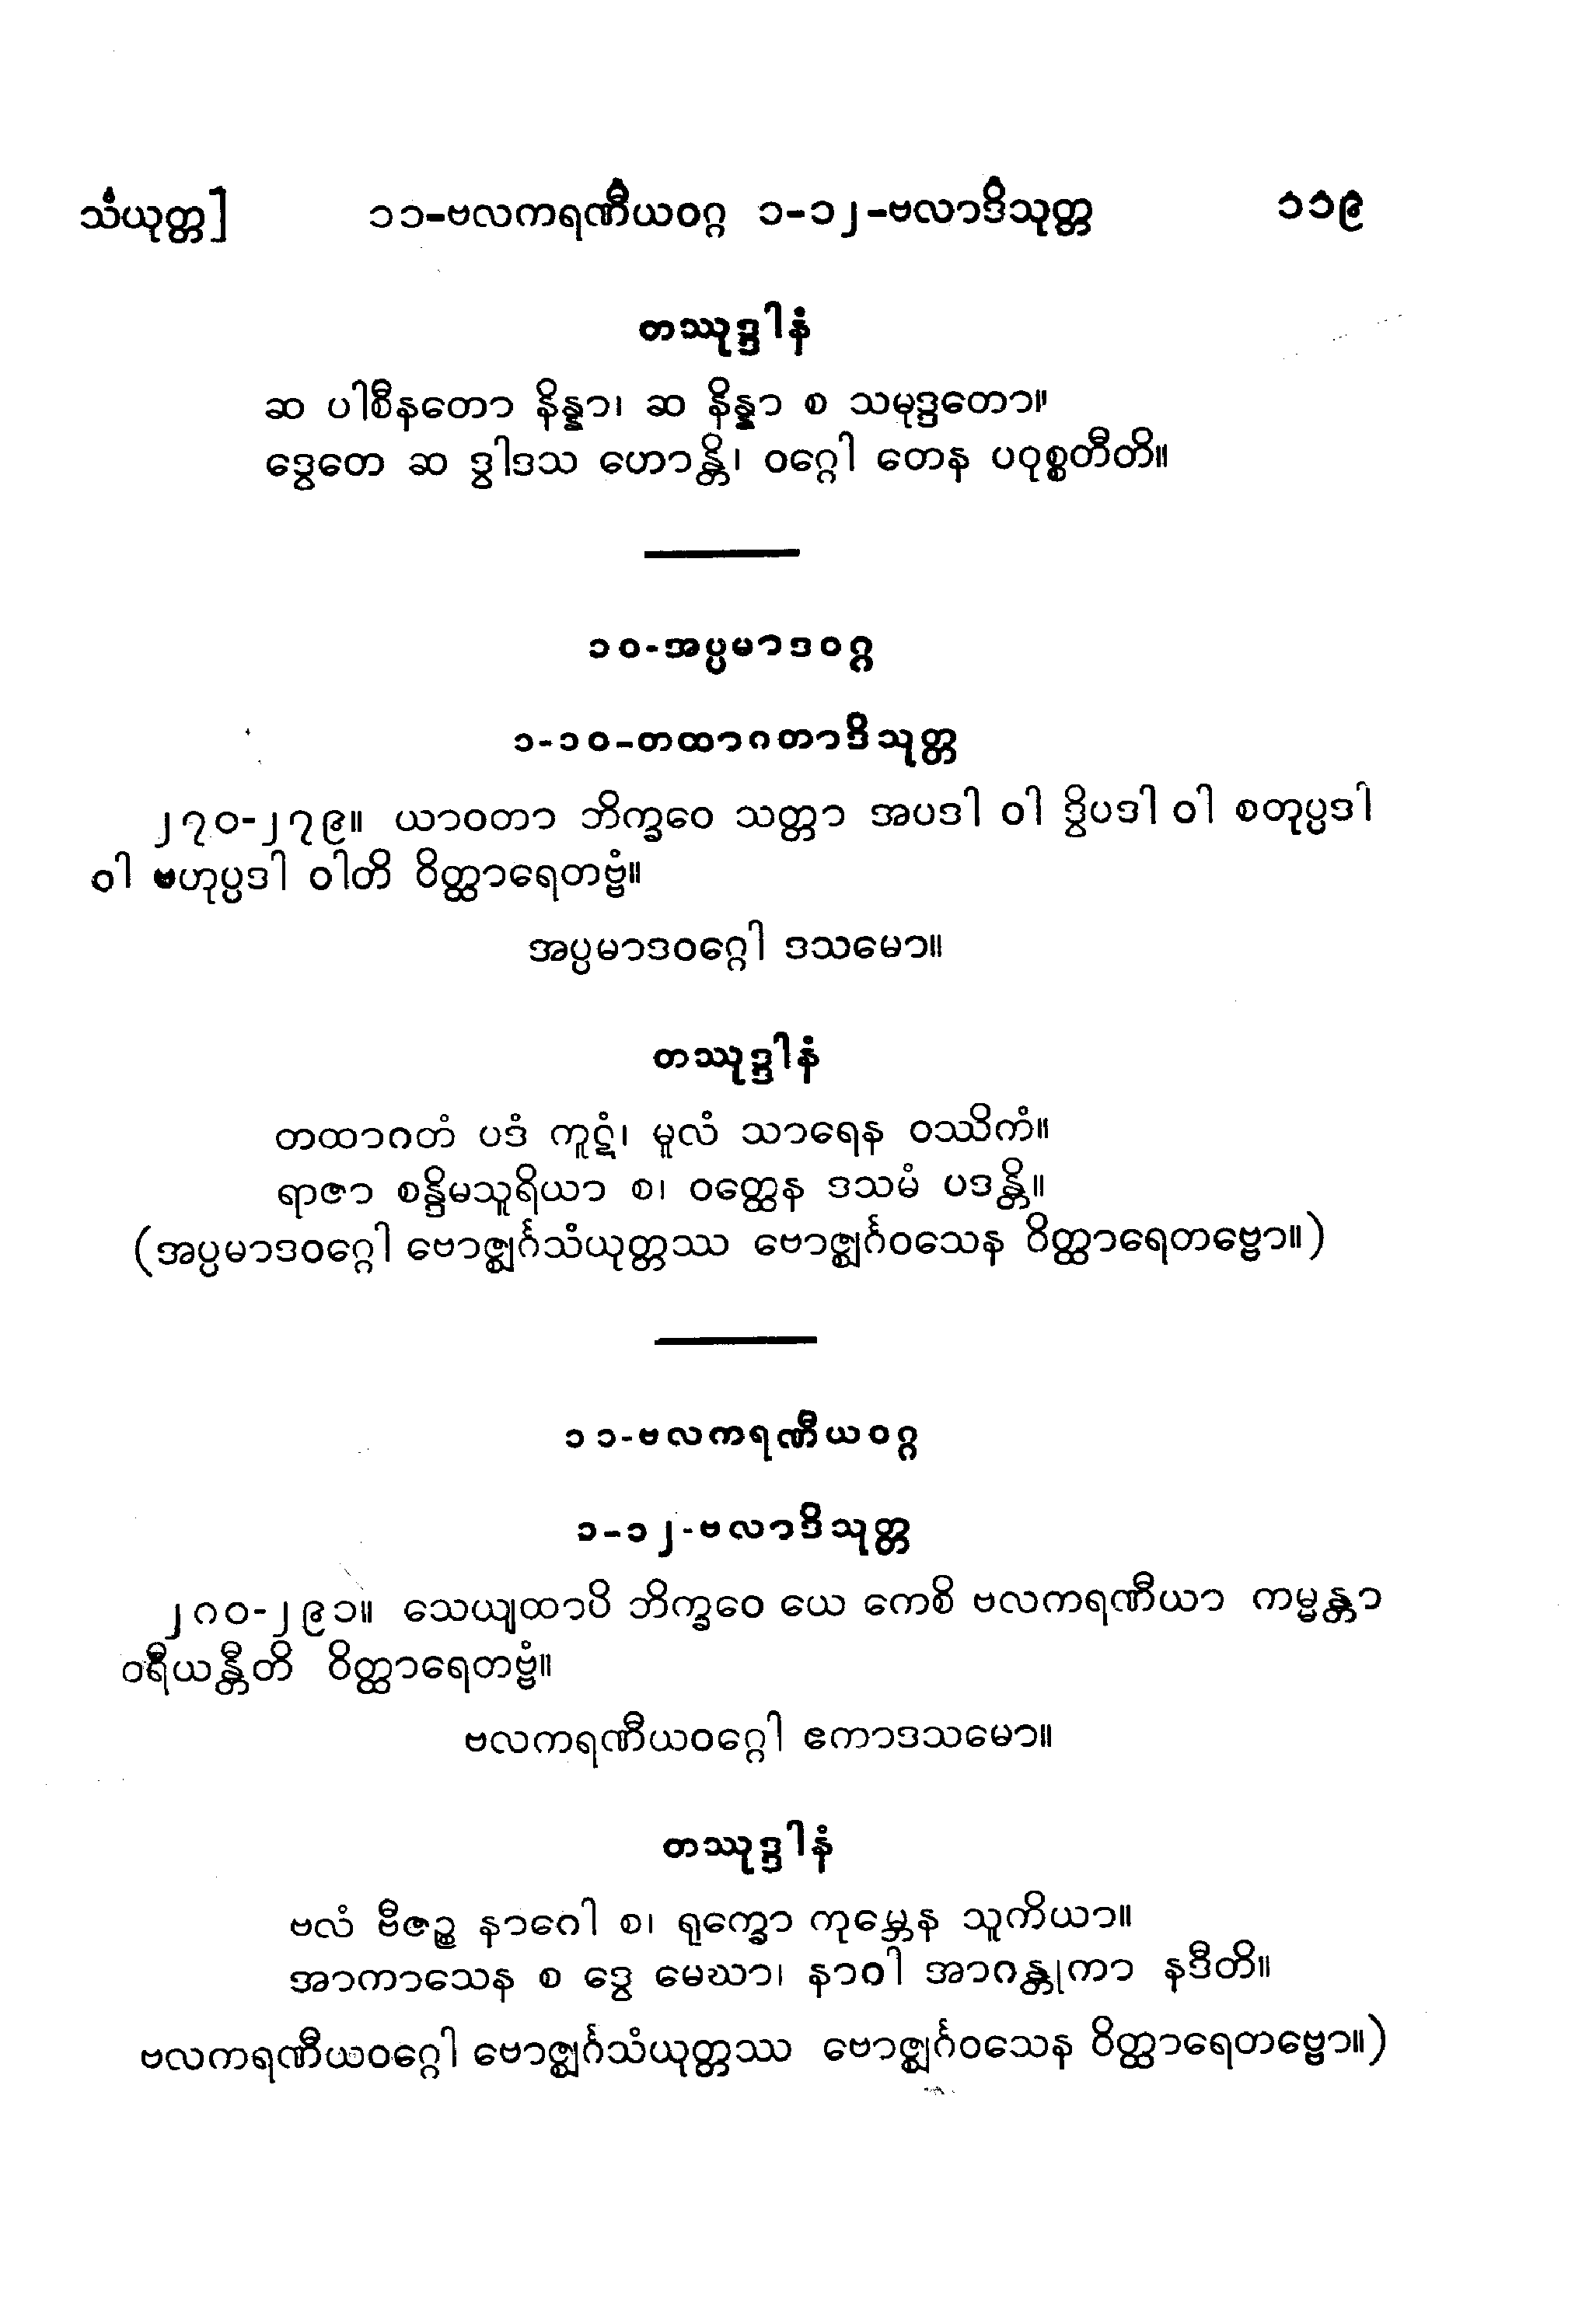 သံယုတ္တ] ၁၁-ဗလကရဏီယဝဂ္ဂ ၁-၁၂-ဗလာဒိသုတ္တ ၁၁၉
တဿုဒ္ဒါနံ
ဆ ပါစီနတော နိန္နာ၊ ဆ နိန္နာ စ သမုဒ္ဒတော။
ဒွေတေ ဆ ဒွါဒသ ဟောန္တိ၊ ဝဂ္ဂေါ တေန ပဝုစ္စတီတိ။
၁၀-အပ္ပမာဒဝဂ္ဂ
၁-၁၀-တထာဂတာဒိသုတ္တ
၂၇၀-၂၇၉။ ယာဝတာ ဘိက္ခဝေ သတ္တာ အပဒါ ဝါ ဒွိပဒါ ဝါ စတုပ္ပဒါ
ဝါ ဗဟုပ္ပဒါ ဝါတိ ဝိတ္ထာရေတဗ္ဗံ။
အပ္ပမာဒဝဂ္ဂေါ ဒသမော။
တဿုဒ္ဒါနံ
တထာဂတံ ပဒံ ကူဋံ၊ မူလံ သာရေန ဝဿိကံ။
ရာဇာ စန္ဒိမသူရိယာ စ၊ ဝတ္ထေန ဒသမံ ပဒန္တိ။
(အပ္ပမာဒဝဂ္ဂေါ ဗောဇ္ဈင်္ဂသံယုတ္တဿ ဗောဇ္ဈင်္ဂဝသေန ဝိတ္ထာရေတဗ္ဗော။)
၁၁-ဗလကရဏီယဝဂ္ဂ
၁-၁၂-ဗလာဒိသုတ္တ
၂၈၀-၂၉၁။ သေယျထာပိ ဘိက္ခဝေ ယေ ကေစိ ဗလကရဏီယာ ကမ္မန္တာ
ဝရီယန္တီတိ ဝိတ္ထာရေတဗ္ဗံ။
ဗလကရဏီယဝဂ္ဂေါ ဧကာဒသမော။
တဿုဒ္ဒါနံ
ဗလံ ဗီဇဉ္စ နာဂေါ စ၊ ရုက္ခော ကုမ္ဘေန သူကိယာ။
အာကာသေန စ ဒွေ မေဃာ၊ နာဝါ အာဂန္တုကာ နဒီတိ။
ဗလကရဏီယဝဂ္ဂေါ ဗောဇ္ဈင်္ဂသံယုတ္တဿ ဗောဇ္ဈင်္ဂဝသေန ဝိတ္ထာရေတဗ္ဗော။)